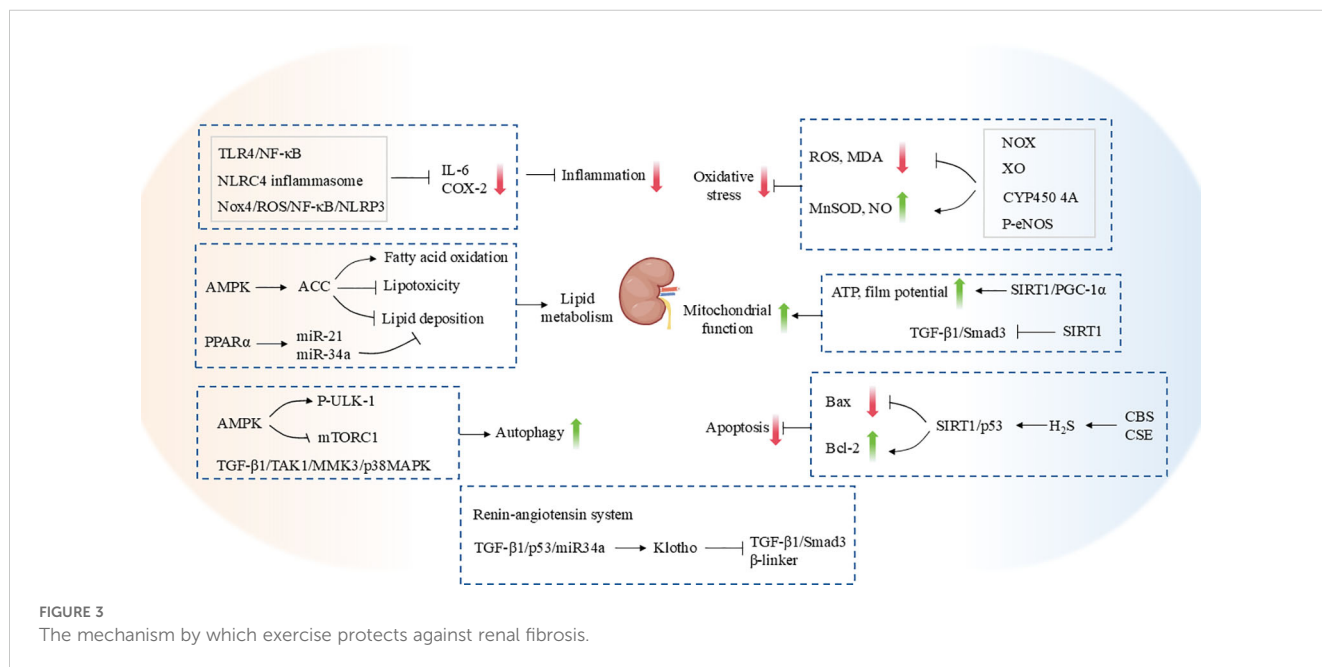 TLR4/NF-κB
NLRC4 inflammasome
Nox4/ROS/NF-κB/NLRP3
IL-6
COX-2
Inflammation
Oxidative
stress
ROS, MDA
MnSOD, NO
NOX
XO
CYP450 4A
P-eNOS
AMPK
ACC
Fatty acid oxidation
Lipotoxicity
Lipid deposition
PPARα
miR-21
miR-34a
Lipid
metabolism
Mitochondrial
function
ATP, film potential
SIRT1/PGC-1α
TGF-β1/Smad3
SIRT1
AMPK
P-ULK-1
mTORC1
TGF-β1/TAK1/MMK3/p38MAPK
Autophagy
Apoptosis
Bax
Bcl-2
SIRT1/p53
H₂S
CBS
CSE
Renin-angiotensin system
TGF-β1/p53/miR34a
Klotho
TGF-β1/Smad3
β-linker
FIGURE 3
The mechanism by which exercise protects against renal fibrosis.